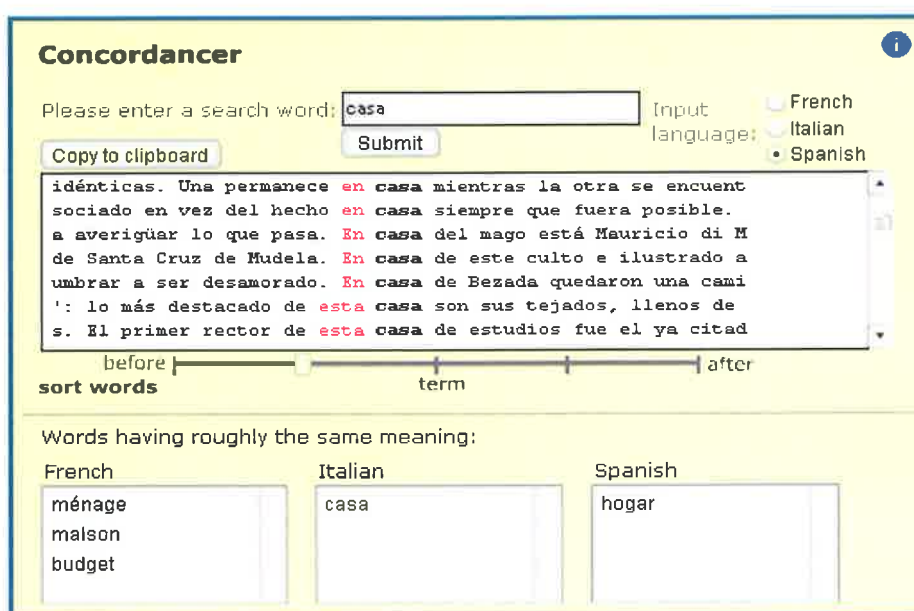 Concordancer
i
Please enter a search word:
casa
Input language:
French
Italian
Spanish
Submit
Copy to clipboard
idénticas. Una permanece en casa mientras la otra se encuent
sociado en vez del hecho en casa siempre que fuera posible.
a averigüar lo que pasa. En casa del mago está Mauricio di M
de Santa Cruz de Mudela. En casa de este culto e ilustrado a
umbrar a ser desamorado. En casa de Bezada quedaron una cami
': lo más destacado de esta casa son sus tejados, llenos de
s. El primer rector de esta casa de estudios fue el ya citad
before
after
sort words
term
Words having roughly the same meaning:
French
Italian
Spanish
ménage
maison
budget
casa
hogar